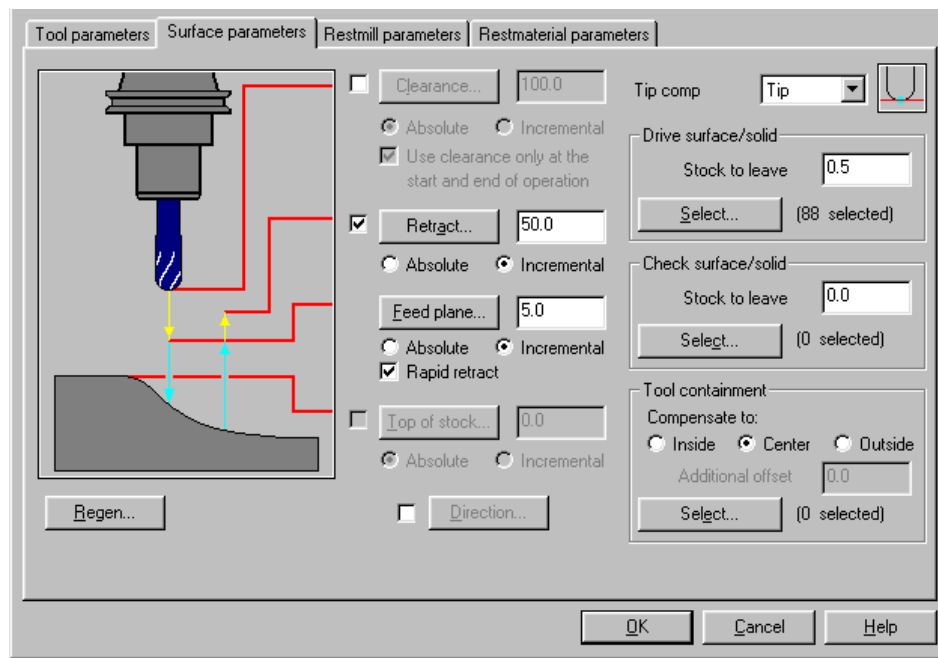 Tool parameters Surface parameters Restmill parameters Restmaterial parameters
Clearance... 100.0
Absolute Incremental
Use clearance only at the
start and end of operation
Retract... 50.0
Absolute Incremental
Feed plane... 5.0
Absolute Incremental
Rapid retract
Top of stock... 0.0
Absolute Incremental
Direction...
Regen...
Tip comp Tip
Drive surface/solid
Stock to leave 0.5
Select... (88 selected)
Check surface/solid
Stock to leave 0.0
Select... (0 selected)
Tool containment
Compensate to:
Inside Center Outside
Additional offset 0.0
Select... (0 selected)
OK Cancel Help